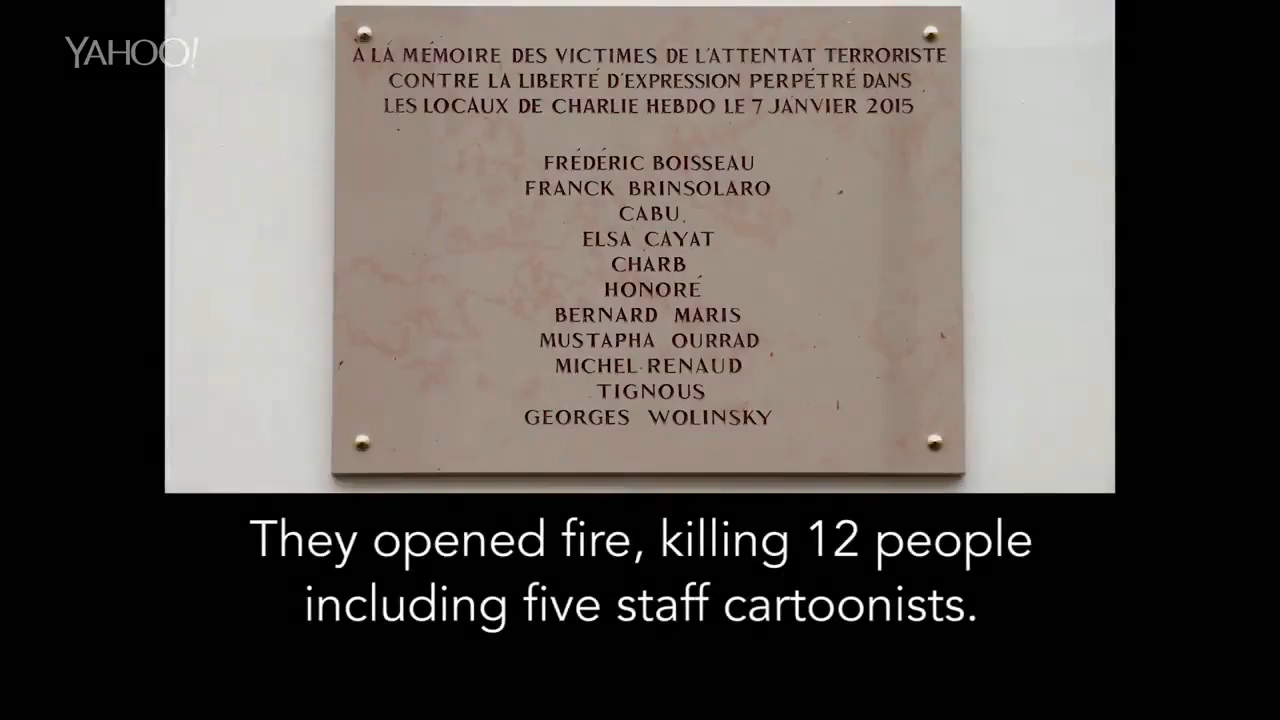 YAHOO!
À LA MÉMOIRE DES VICTIMES DE L'ATTENTAT TERRORISTE
CONTRE LA LIBERTÉ D'EXPRESSION PERPÉTRÉ DANS
LES LOCAUX DE CHARLIE HEBDO LE 7 JANVIER 2015
FRÉDÉRIC BOISSEAU
FRANCK BRINSOLARO
CABU
ELSA CAYAT
CHARB
HONORÉ
BERNARD MARIS
MUSTAPHA OURRAD
MICHEL RENAUD
TIGNOUS
GEORGES WOLINSKY
They opened fire, killing 12 people
including five staff cartoonists.